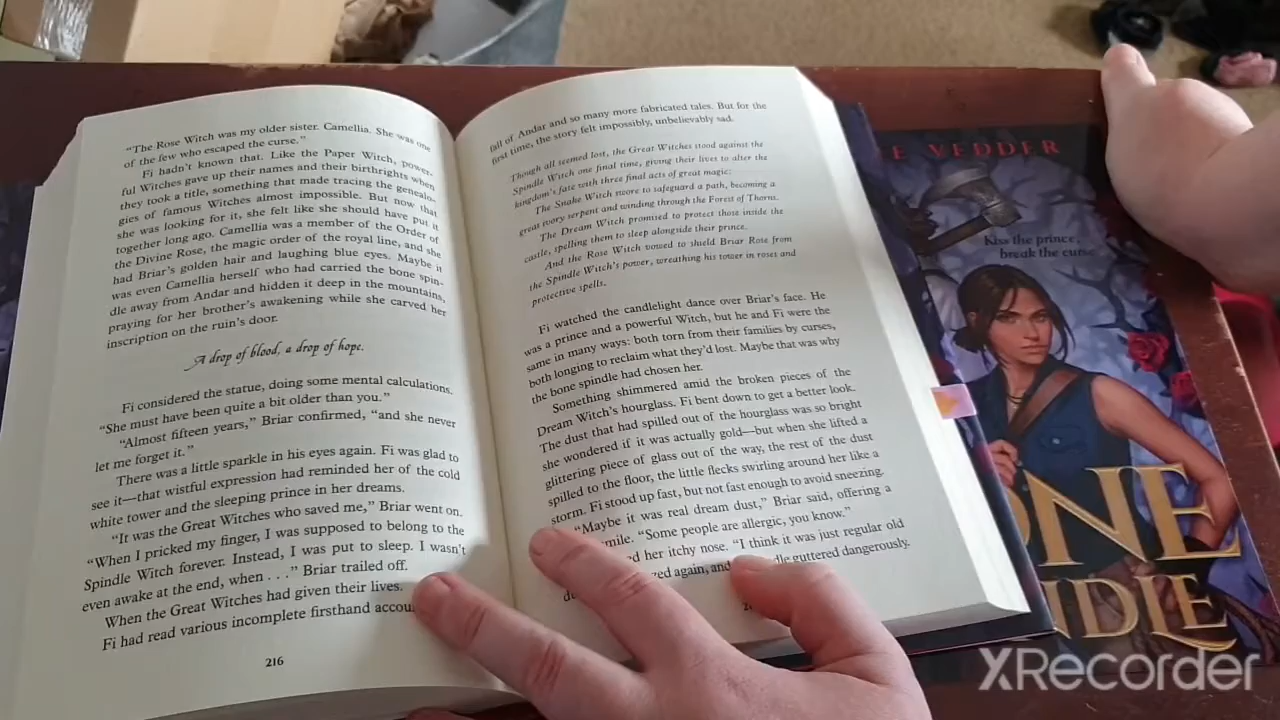 "The Rose Witch was my older sister. Camellia. She was one
of the few who escaped the curse."
Fi hadn't known that. Like the Paper Witch, power-
ful Witches gave up their names and their birthrights when
they took a title, something that made tracing the genealo-
gies of famous Witches almost impossible. But now that
she was looking for it, she felt like she should have put it
together long ago. Camellia was a member of the Order of
the Divine Rose, the magic order of the royal line, and she
had Briar's golden hair and laughing blue eyes. Maybe it
was even Camellia herself who had carried the bone spin-
dle away from Andar and hidden it deep in the mountains,
praying for her brother's awakening while she carved her
inscription on the ruin's door.
A drop of blood, a drop of hope.
Fi considered the statue, doing some mental calculations.
"She must have been quite a bit older than you."
"Almost fifteen years," Briar confirmed, "and she never
let me forget it."
There was a little sparkle in his eyes again. Fi was glad to
see it—that wistful expression had reminded her of the cold
white tower and the sleeping prince in her dreams.
"It was the Great Witches who saved me," Briar went on.
"When I pricked my finger, I was supposed to belong to the
Spindle Witch forever. Instead, I was put to sleep. I wasn't
even awake at the end, when . . ." Briar trailed off.
When the Great Witches had given their lives.
Fi had read various incomplete firsthand accou
216
fall of Andar and so many more fabricated tales. But for the
first time, the story felt impossibly, unbelievably sad.
Though all seemed lost, the Great Witches stood against the
Spindle Witch one final time, giving their lives to alter the
kingdom's fate with three final acts of great magic:
The Snake Witch swore to safeguard a path, becoming a
great ivory serpent and winding through the Forest of Thorns.
The Dream Witch promised to protect those inside the
castle, spelling them to sleep alongside their prince.
And the Rose Witch vowed to shield Briar Rose from
the Spindle Witch's power, wreathing his tower in roses and
protective spells.
Fi watched the candlelight dance over Briar's face. He
was a prince and a powerful Witch, but he and Fi were the
same in many ways: both torn from their families by curses,
both longing to reclaim what they'd lost. Maybe that was why
the bone spindle had chosen her.
Something shimmered amid the broken pieces of the
Dream Witch's hourglass. Fi bent down to get a better look.
The dust that had spilled out of the hourglass was so bright
she wondered if it was actually gold—but when she lifted a
glittering piece of glass out of the way, the rest of the dust
spilled to the floor, the little flecks swirling around her like a
storm. Fi stood up fast, but not fast enough to avoid sneezing.
"Maybe it was real dream dust," Briar said, offering a
mile. "Some people are allergic, you know."
d her itchy nose. "I think it was just regular old
zed again, and dle guttered dangerously.
E VEDDER
Kiss the prince,
break the curse
ONE
NDLE
XRecorder